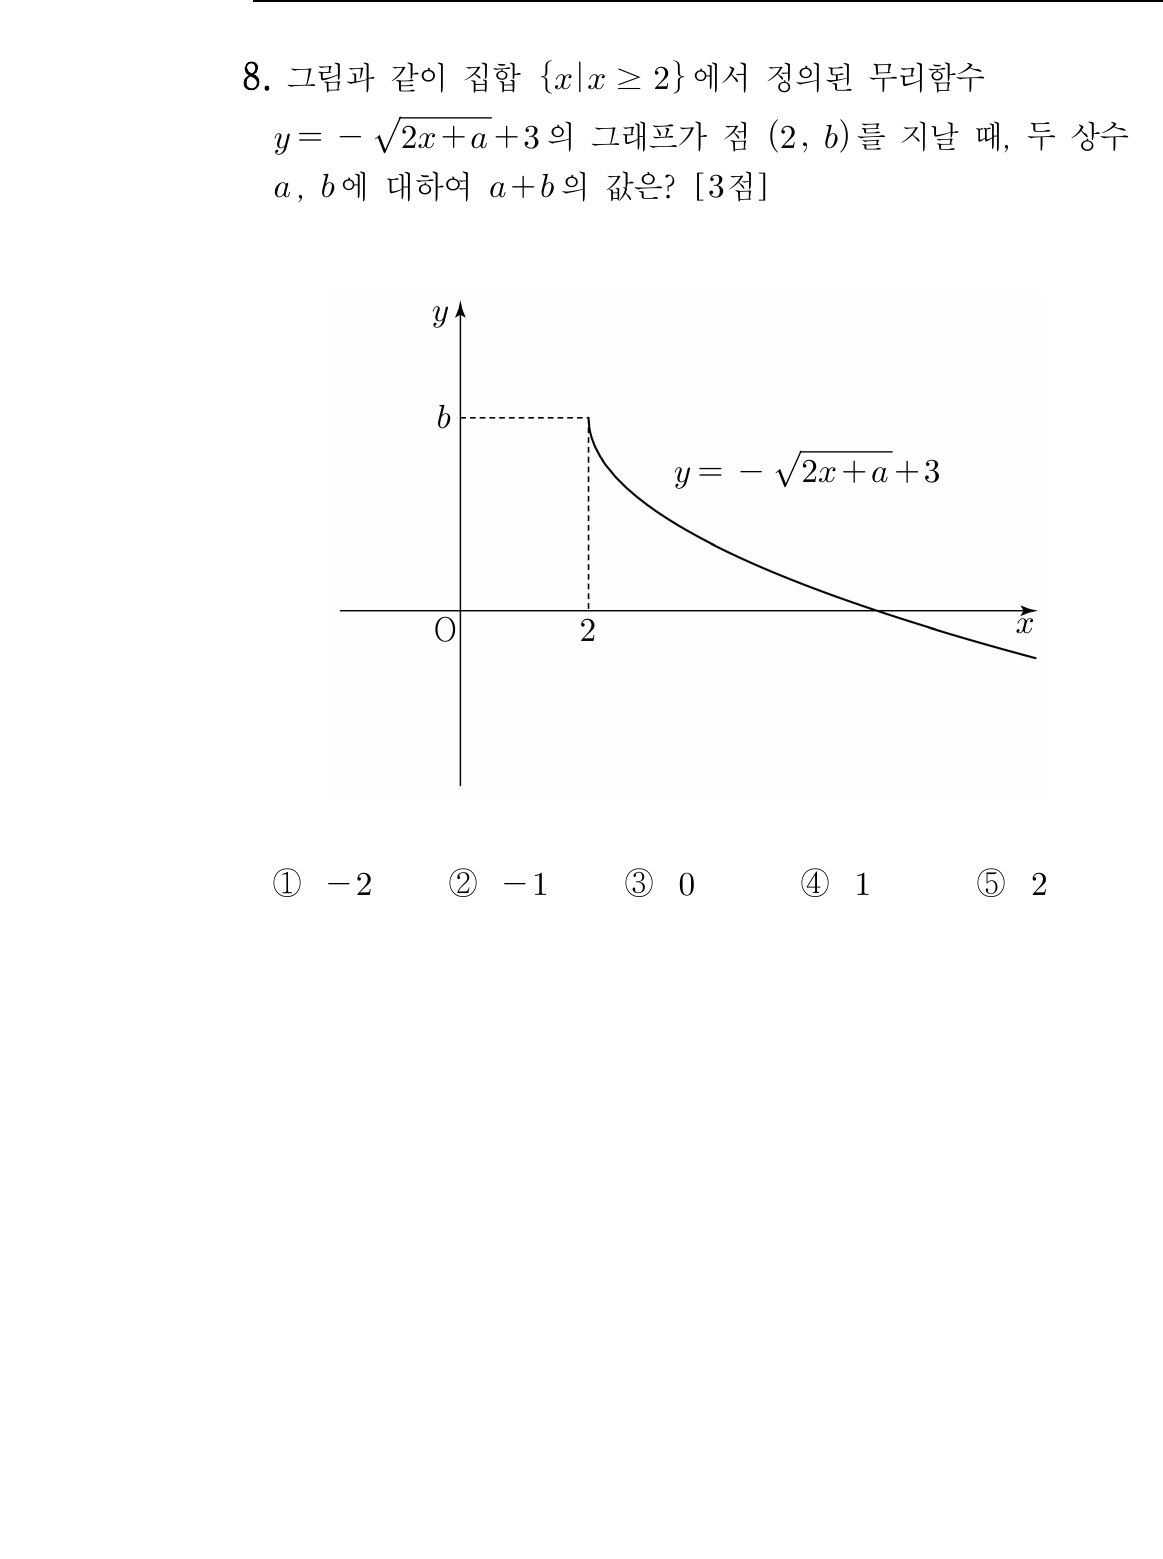 8. 그림과 같이 집합 {x|x ≥ 2}에서 정의된 무리함수
y = −√(2x+a)+3의 그래프가 점 (2, b)를 지날 때, 두 상수
a, b에 대하여 a+b의 값은? [3점]
y
b
y = −√(2x+a)+3
O
2
x
① −2 ② −1 ③ 0 ④ 1 ⑤ 2